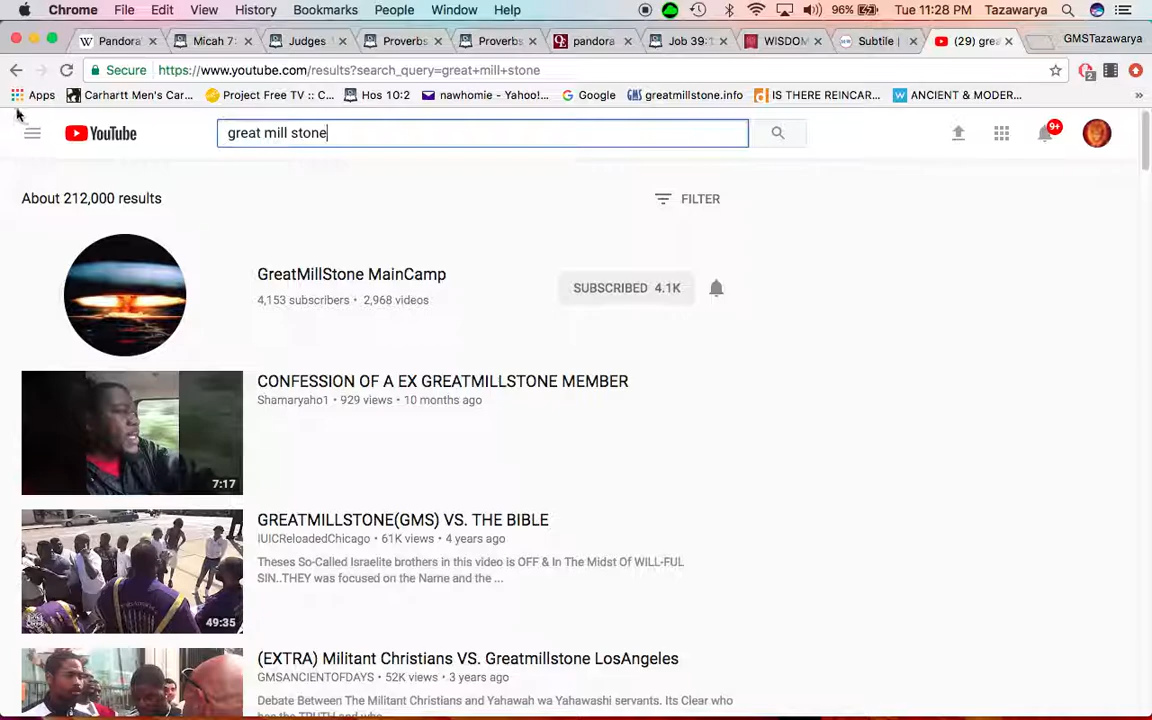 Chrome File Edit View History Bookmarks People Window Help 96% Tue 11:28 PM Tazawarya
Pandora Micah 7: Judges Proverbs Proverbs pandora Job 39:1 WISDOM Subtile | (29) grea GMSTazawarya
Secure https://www.youtube.com/results?search_query=great+mill+stone 2
Apps Carhartt Men's Car... Project Free TV :: C... Hos 10:2 nawhomie - Yahoo!... Google GMS greatmillstone.info IS THERE REINCAR... ANCIENT & MODER... »
YouTube great mill stone 9+
About 212,000 results FILTER
GreatMillStone MainCamp
4,153 subscribers • 2,968 videos
SUBSCRIBED 4.1K
CONFESSION OF A EX GREATMILLSTONE MEMBER
Shamaryaho1 • 929 views • 10 months ago
7:17
GREATMILLSTONE(GMS) VS. THE BIBLE
IUICReloadedChicago • 61K views • 4 years ago
Theses So-Called Israelite brothers in this video is OFF & In The Midst Of WILL-FUL
SIN..THEY was focused on the Name and the ...
49:35
(EXTRA) Militant Christians VS. Greatmillstone LosAngeles
GMSANCIENTOFDAYS • 52K views • 3 years ago
Debate Between The Militant Christians and Yahawah wa Yahawashi servants. Its Clear who
has the TRUTH and who